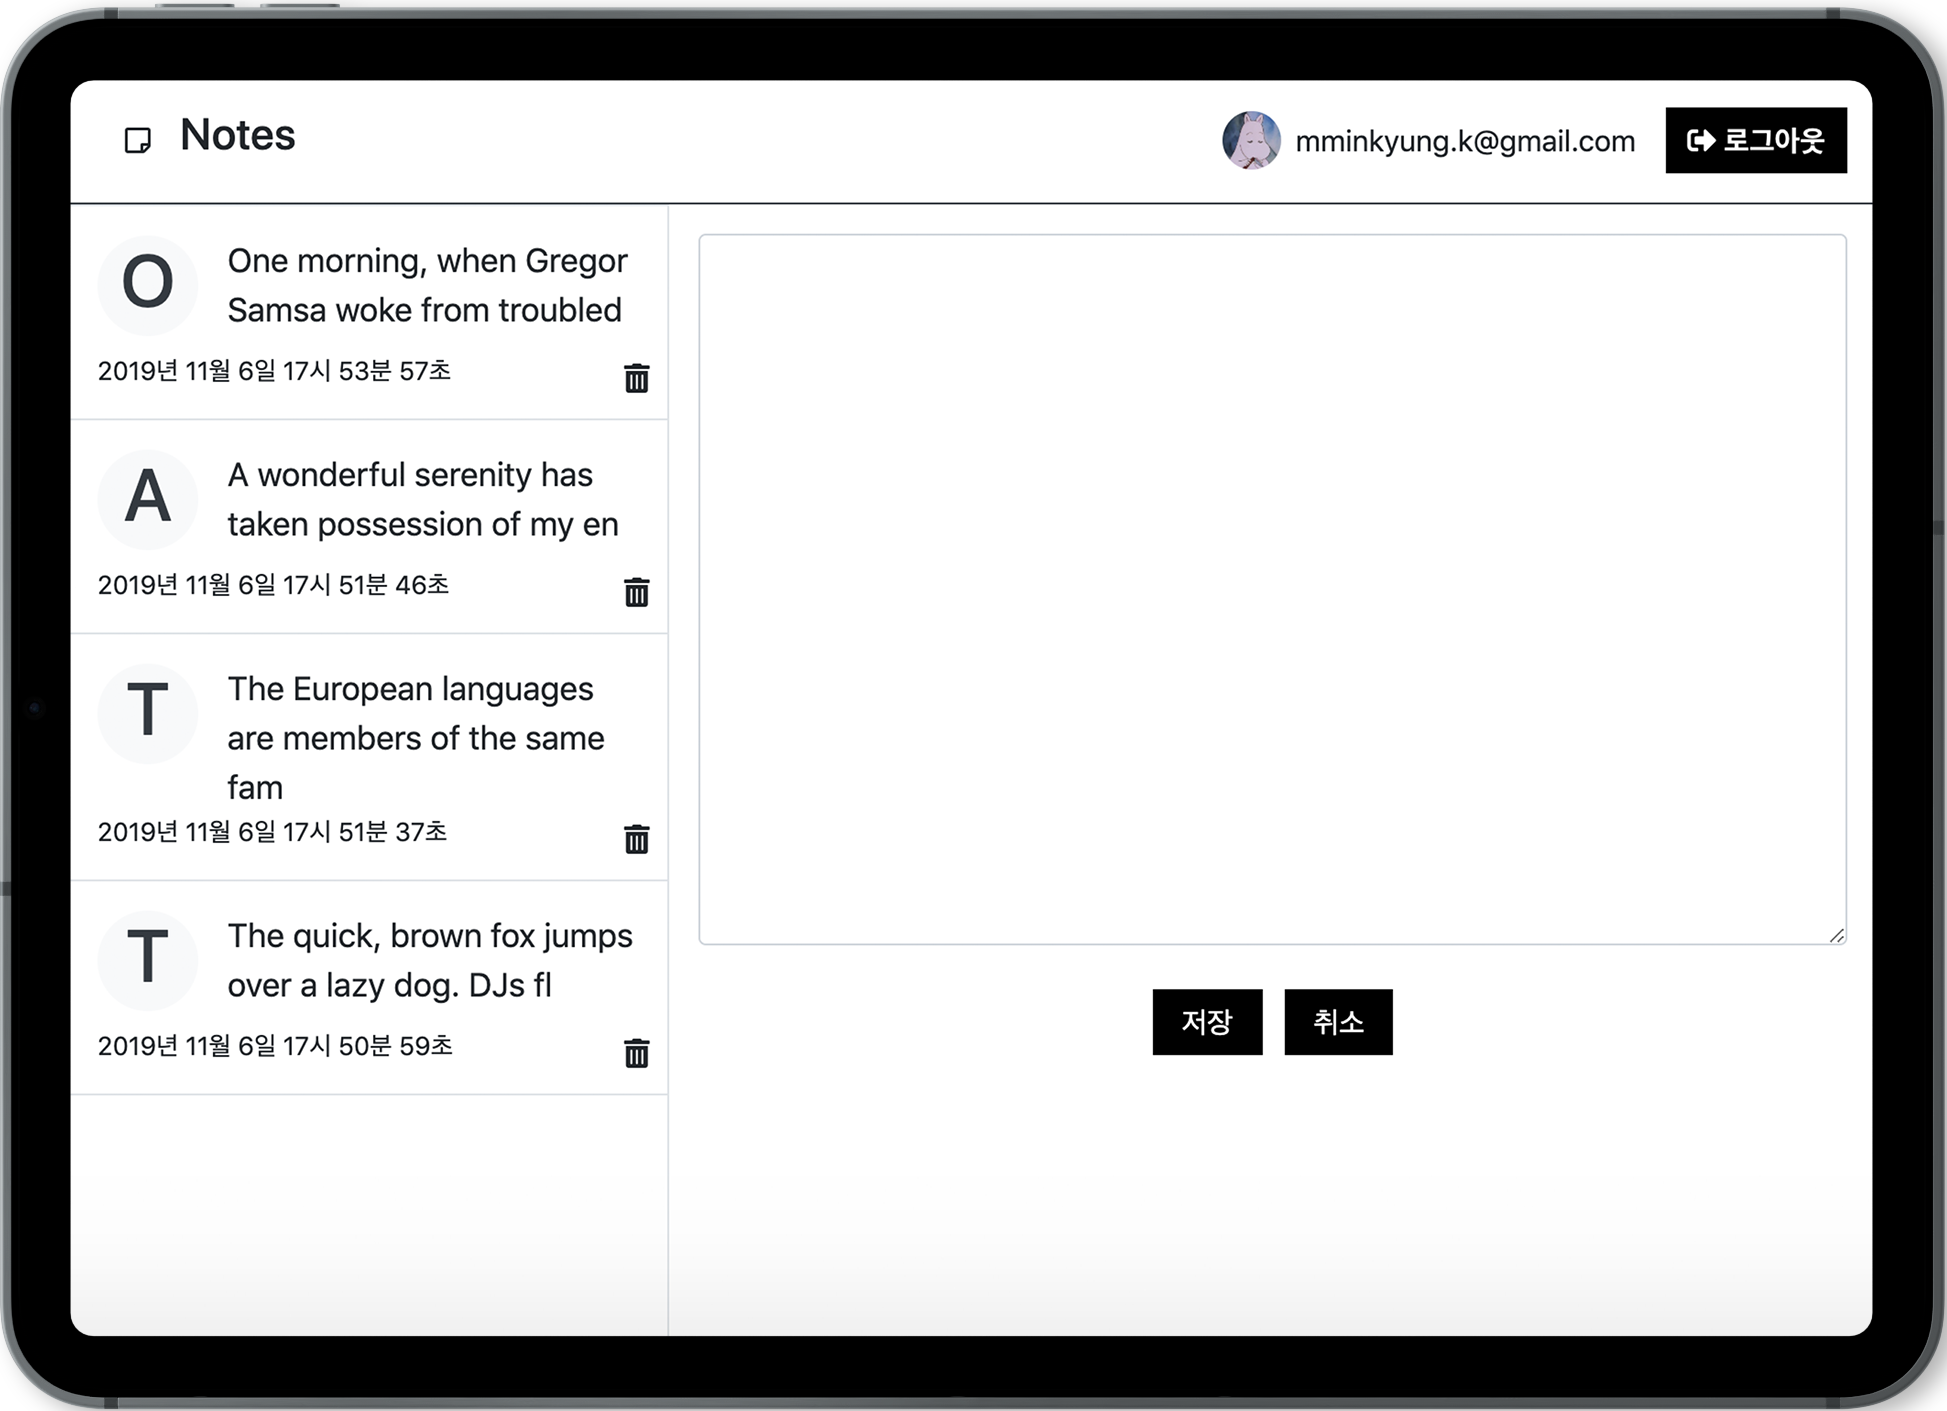 Notes
mminkyung.k@gmail.com
로그아웃
O
One morning, when Gregor
Samsa woke from troubled
2019년 11월 6일 17시 53분 57초
A
A wonderful serenity has
taken possession of my en
2019년 11월 6일 17시 51분 46초
T
The European languages
are members of the same
fam
2019년 11월 6일 17시 51분 37초
T
The quick, brown fox jumps
over a lazy dog. DJs fl
2019년 11월 6일 17시 50분 59초
저장
취소